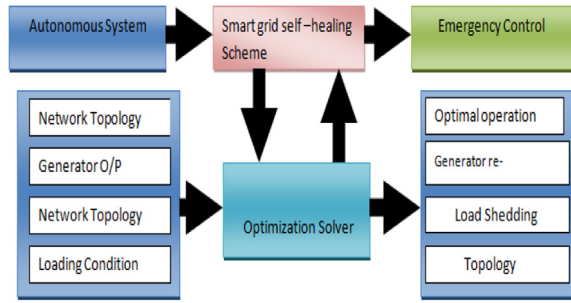 Autonomous System
Smart grid self –healing
Scheme
Emergency Control
Network Topology
Generator O/P
Network Topology
Loading Condition
Optimization Solver
Optimal operation
Generator re-
Load Shedding
Topology